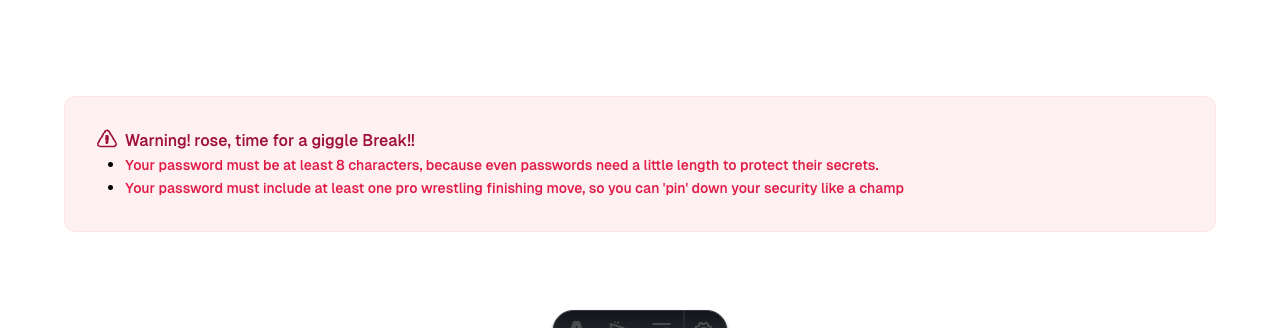 Warning! rose, time for a giggle Break!!
Your password must be at least 8 characters, because even passwords need a little length to protect their secrets.
Your password must include at least one pro wrestling finishing move, so you can 'pin' down your security like a champ